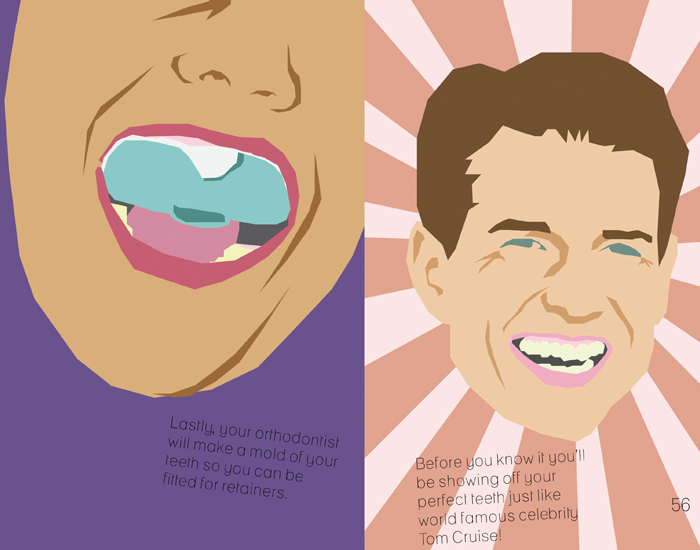 Lastly, your orthodontist
will make a mold of your
teeth so you can be
fitted for retainers.
Before you know it you'll
be showing off your
perfect teeth just like
world famous celebrity
Tom Cruise!
56